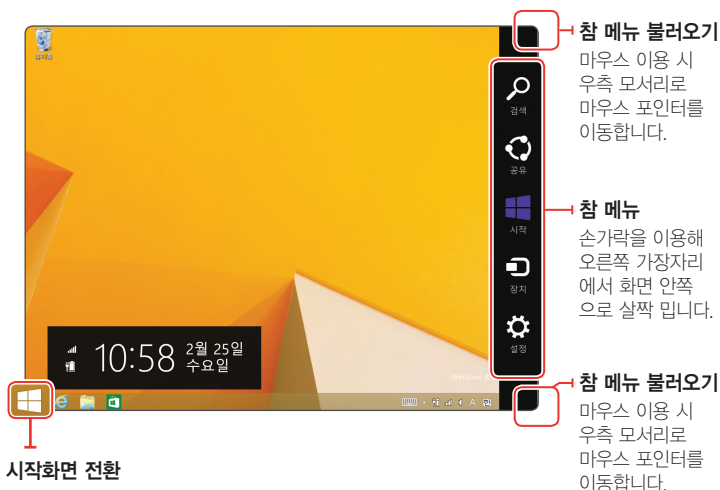 참 메뉴 불러오기
마우스 이용 시
우측 모서리로
마우스 포인터를
이동합니다.
휴지통
검색
공유
시작
장치
설정
참 메뉴
손가락을 이용해
오른쪽 가장자리
에서 화면 안쪽
으로 살짝 밉니다.
10:58 2월 25일
수요일
A
참 메뉴 불러오기
마우스 이용 시
우측 모서리로
마우스 포인터를
이동합니다.
시작화면 전환